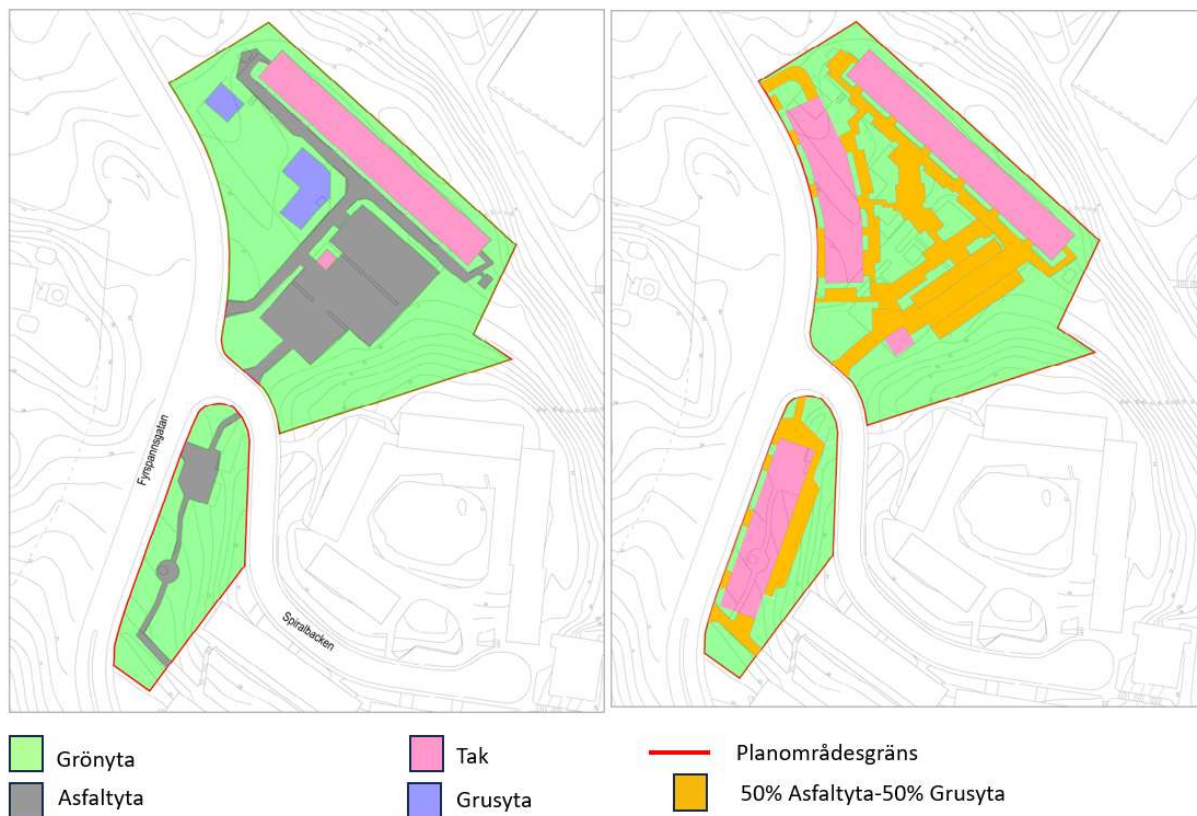 Fyrspannsgatan
Spiralbacken
Grönyta
Tak
Planområdesgräns
Asfaltyta
Grusyta
50% Asfaltyta-50% Grusyta